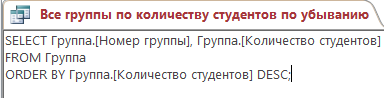 Все группы по количеству студентов по убыванию
SELECT Группа.[Номер группы], Группа.[Количество студентов]
FROM Группа
ORDER BY Группа.[Количество студентов] DESC;